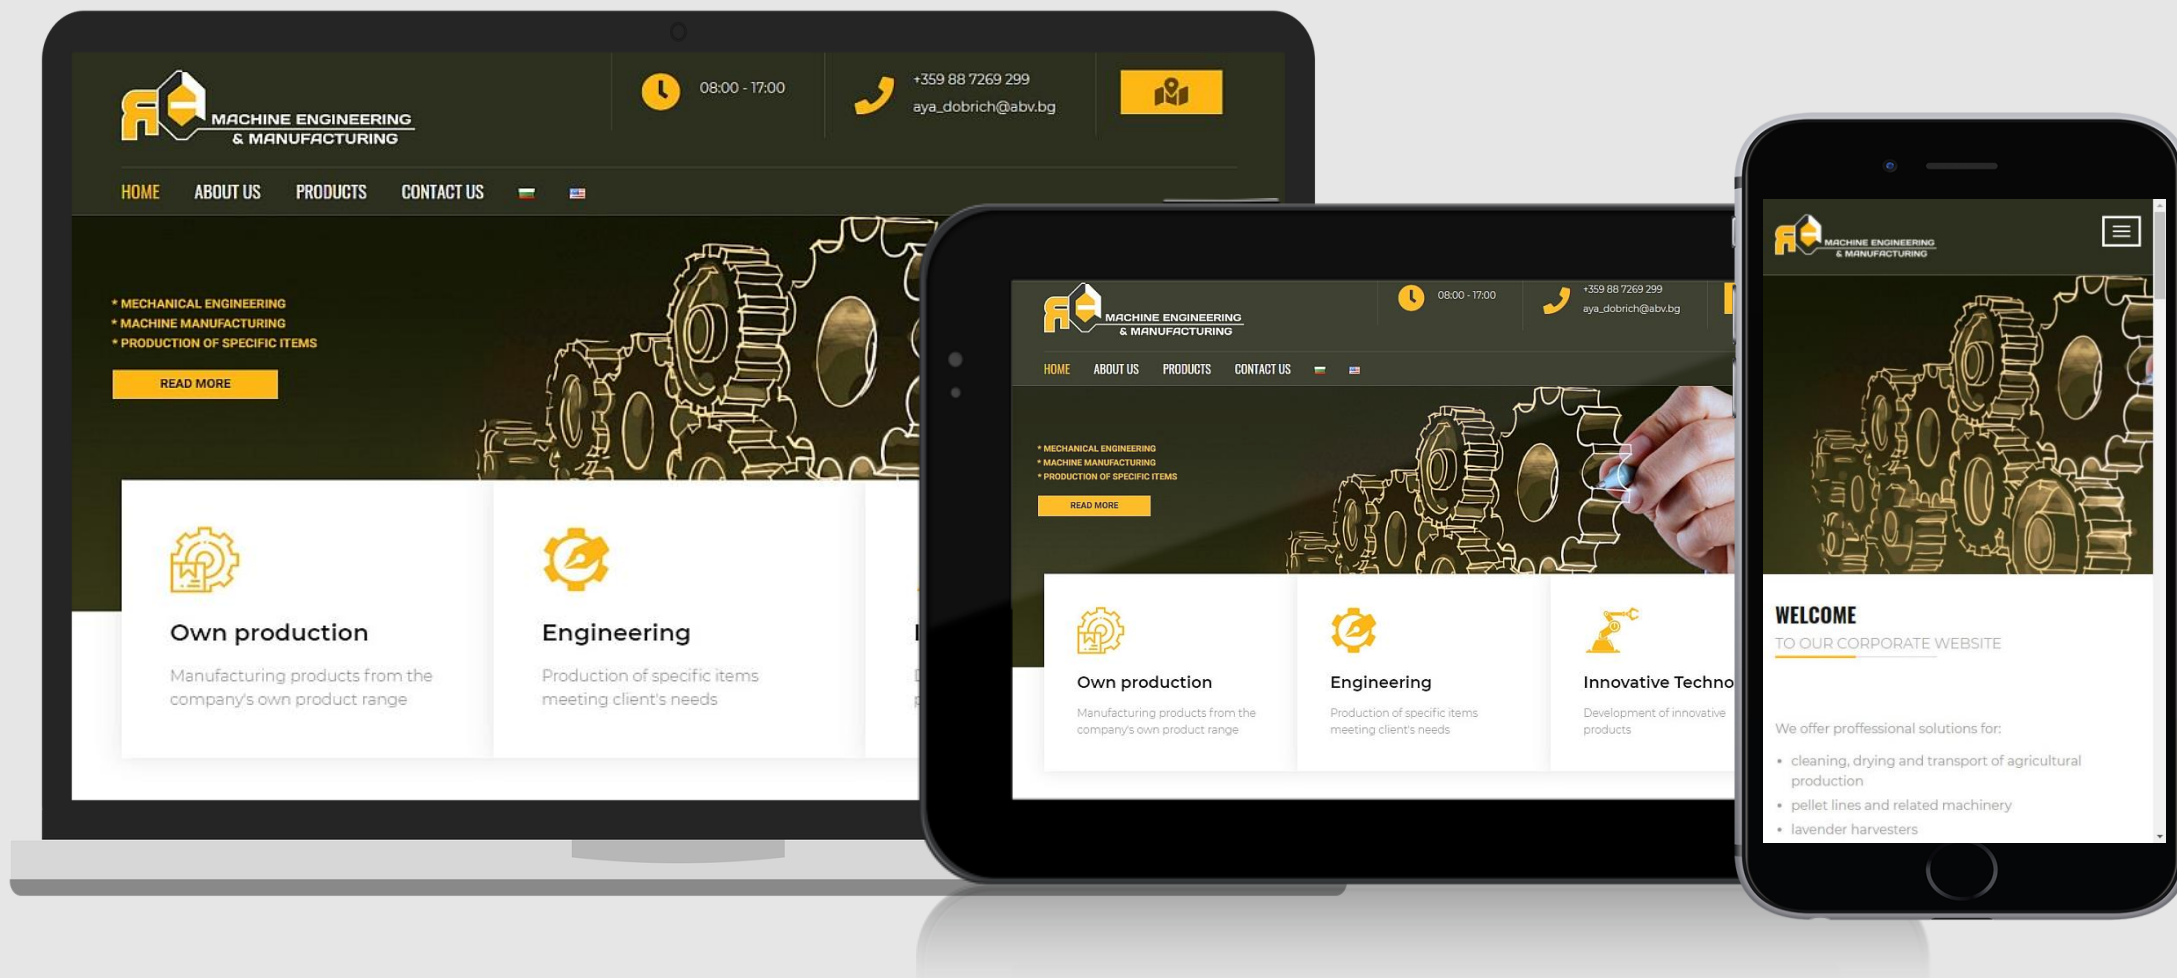 MACHINE ENGINEERING
& MANUFACTURING
08:00 - 17:00
+359 88 7269 299
aya_dobrich@abv.bg
HOME ABOUT US PRODUCTS CONTACT US
* MECHANICAL ENGINEERING
* MACHINE MANUFACTURING
* PRODUCTION OF SPECIFIC ITEMS
READ MORE
Own production
Manufacturing products from the
company's own product range
Engineering
Production of specific items
meeting client's needs
MACHINE ENGINEERING
& MANUFACTURING
08:00 - 17:00
+359 88 7269 299
aya_dobrich@abv.bg
HOME ABOUT US PRODUCTS CONTACT US
* MECHANICAL ENGINEERING
* MACHINE MANUFACTURING
* PRODUCTION OF SPECIFIC ITEMS
READ MORE
Own production
Manufacturing products from the
company's own product range
Engineering
Production of specific items
meeting client's needs
Innovative Techno
Development of innovative
products
MACHINE ENGINEERING
& MANUFACTURING
WELCOME
TO OUR CORPORATE WEBSITE
We offer proffessional solutions for:
• cleaning, drying and transport of agricultural
production
• pellet lines and related machinery
• lavender harvesters